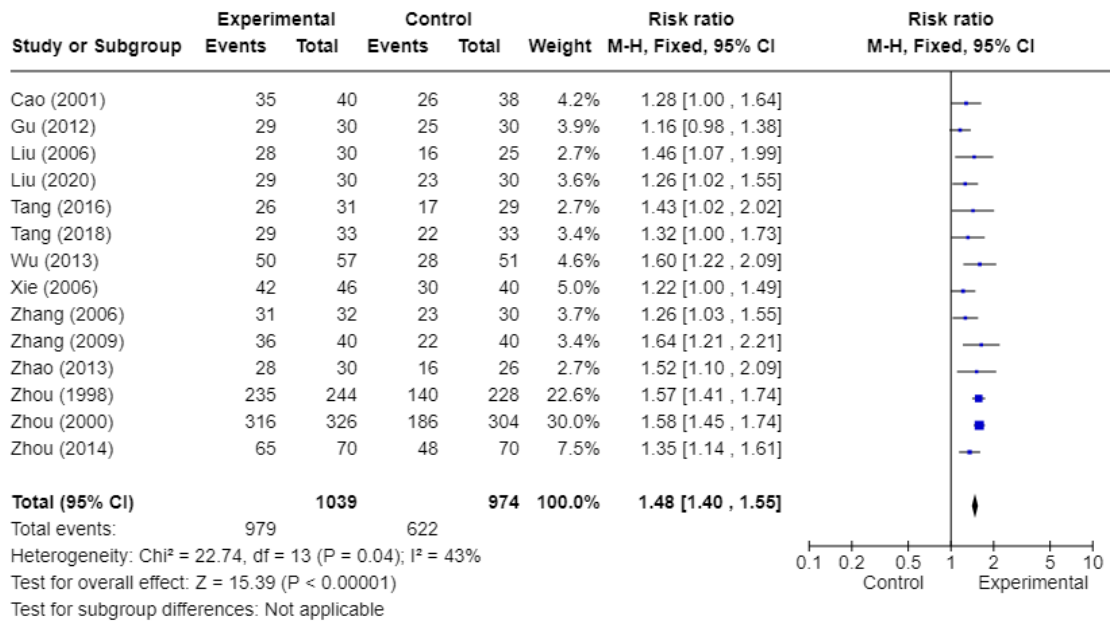 Experimental Control Risk ratio Risk ratio
Study or Subgroup Events Total Events Total Weight M-H, Fixed, 95% CI M-H, Fixed, 95% CI
Cao (2001) 35 40 26 38 4.2% 1.28 [1.00 , 1.64]
Gu (2012) 29 30 25 30 3.9% 1.16 [0.98 , 1.38]
Liu (2006) 28 30 16 25 2.7% 1.46 [1.07 , 1.99]
Liu (2020) 29 30 23 30 3.6% 1.26 [1.02 , 1.55]
Tang (2016) 26 31 17 29 2.7% 1.43 [1.02 , 2.02]
Tang (2018) 29 33 22 33 3.4% 1.32 [1.00 , 1.73]
Wu (2013) 50 57 28 51 4.6% 1.60 [1.22 , 2.09]
Xie (2006) 42 46 30 40 5.0% 1.22 [1.00 , 1.49]
Zhang (2006) 31 32 23 30 3.7% 1.26 [1.03 , 1.55]
Zhang (2009) 36 40 22 40 3.4% 1.64 [1.21 , 2.21]
Zhao (2013) 28 30 16 26 2.7% 1.52 [1.10 , 2.09]
Zhou (1998) 235 244 140 228 22.6% 1.57 [1.41 , 1.74]
Zhou (2000) 316 326 186 304 30.0% 1.58 [1.45 , 1.74]
Zhou (2014) 65 70 48 70 7.5% 1.35 [1.14 , 1.61]
Total (95% CI) 1039 974 100.0% 1.48 [1.40 , 1.55]
Total events: 979 622
Heterogeneity: Chi² = 22.74, df = 13 (P = 0.04); I² = 43%
Test for overall effect: Z = 15.39 (P < 0.00001)
Test for subgroup differences: Not applicable
0.1 0.2 0.5 1 2 5 10
Control Experimental